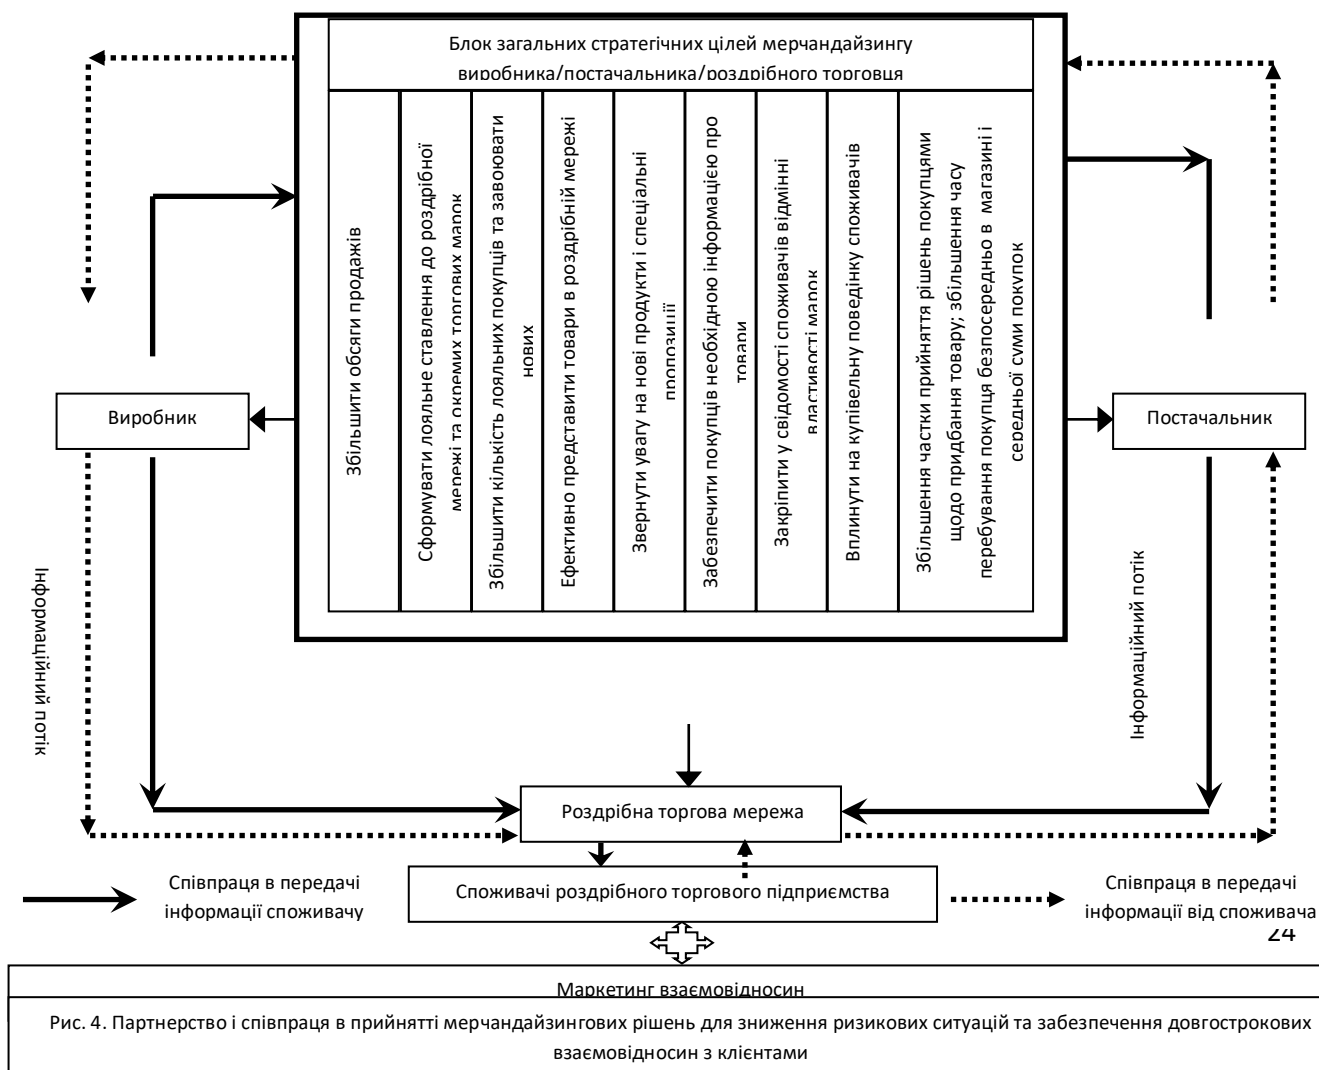 Блок загальних стратегічних цілей мерчандайзингу
виробника/постачальника/роздрібного торговця
Збільшити обсяги продажів
Сформувати лояльне ставлення до роздрібної
мережі та окремих торгових марок
Збільшити кількість лояльних покупців та завоювати
нових
Ефективно представити товари в роздрібній мережі
Звернути увагу на нові продукти і спеціальні
пропозиції
Забезпечити покупців необхідною інформацією про
товари
Закріпити у свідомості споживачів відмінні
властивості марок
Вплинути на купівельну поведінку споживачів
Збільшення частки прийняття рішень покупцями
щодо придбання товару; збільшення часу
перебування покупця безпосередньо в магазині і
середньої суми покупок
Виробник
Постачальник
Інформаційний потік
Інформаційний потік
Роздрібна торгова мережа
Споживачі роздрібного торгового підприємства
Співпраця в передачі
інформації споживачу
Співпраця в передачі
інформації від споживача
24
Маркетинг взаємовідносин
Рис. 4. Партнерство і співпраця в прийнятті мерчандайзингових рішень для зниження ризикових ситуацій та забезпечення довгострокових
взаємовідносин з клієнтами